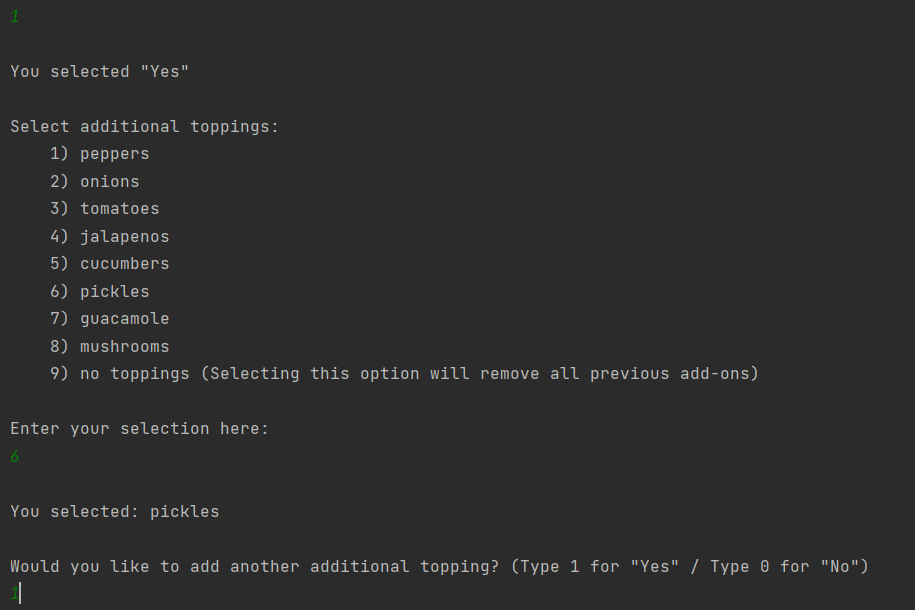 1
You selected "Yes"
Select additional toppings:
1) peppers
2) onions
3) tomatoes
4) jalapenos
5) cucumbers
6) pickles
7) guacamole
8) mushrooms
9) no toppings (Selecting this option will remove all previous add-ons)
Enter your selection here:
6
You selected: pickles
Would you like to add another additional topping? (Type 1 for "Yes" / Type 0 for "No")
1